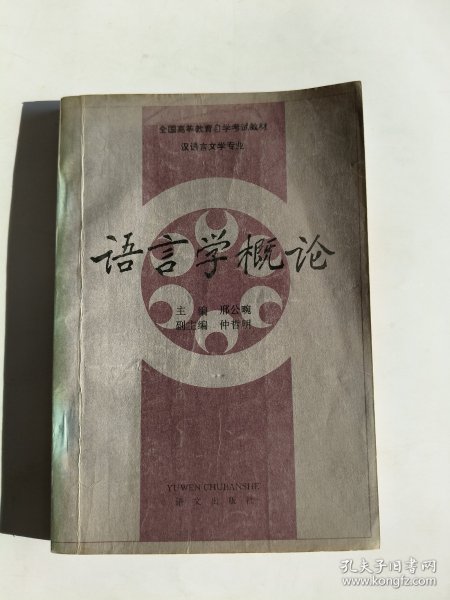 全国高等教育自学考试教材
汉语言文学专业
语言学概论
主编 邢公畹
副主编 仲哲明
YUWEN CHUBANSHE
语文出版社
孔夫子旧书网
www.kongfz.com